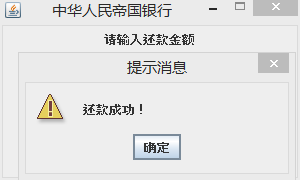 中华人民帝国银行
请输入还款金额
提示消息
还款成功！
确定